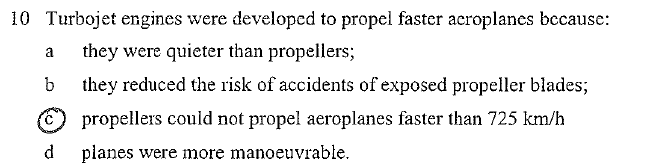 10 Turbojet engines were developed to propel faster aeroplanes because:
a they were quieter than propellers;
b they reduced the risk of accidents of exposed propeller blades;
c propellers could not propel aeroplanes faster than 725 km/h
d planes were more manoeuvrable.